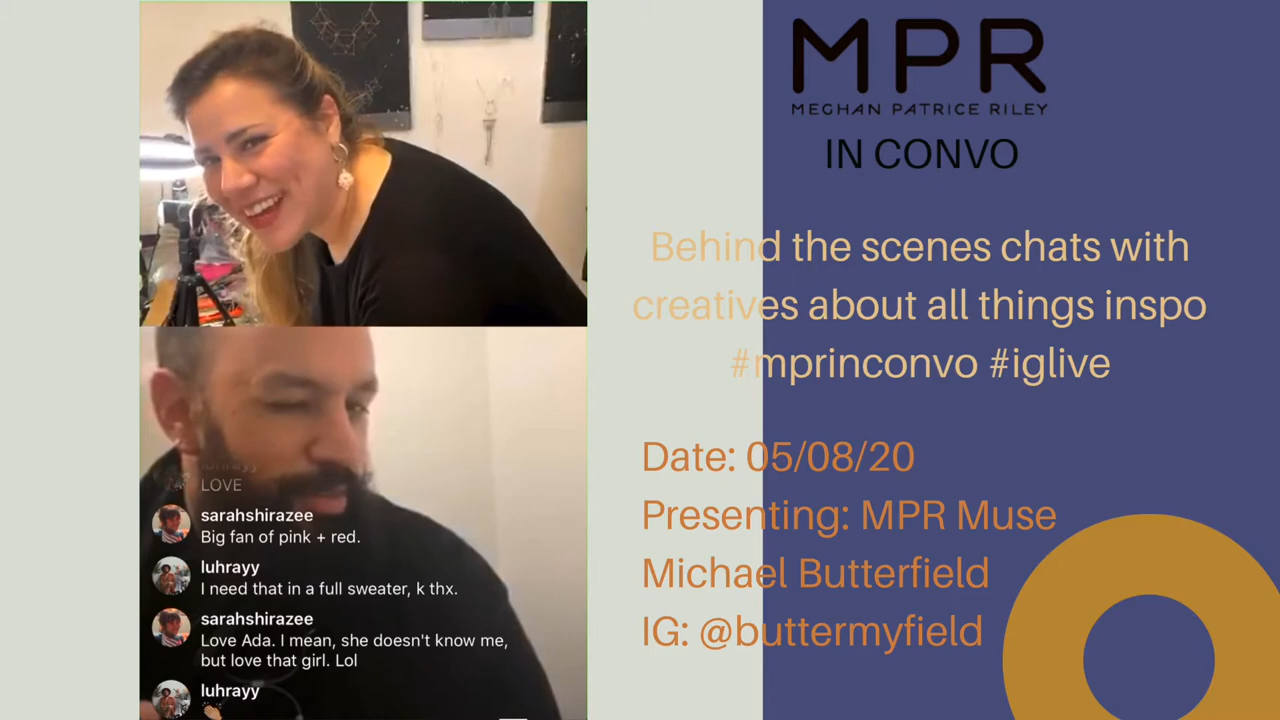 MPR
MEGHAN PATRICE RILEY
IN CONVO
Behind the scenes chats with
creatives about all things inspo
#mprinconvo #iglive
Date: 05/08/20
Presenting: MPR Muse
Michael Butterfield
IG: @buttermyfield
luhrayy
LOVE
sarahshirazee
Big fan of pink + red.
luhrayy
I need that in a full sweater, k thx.
sarahshirazee
Love Ada. I mean, she doesn't know me,
but love that girl. Lol
luhrayy
👏🏼